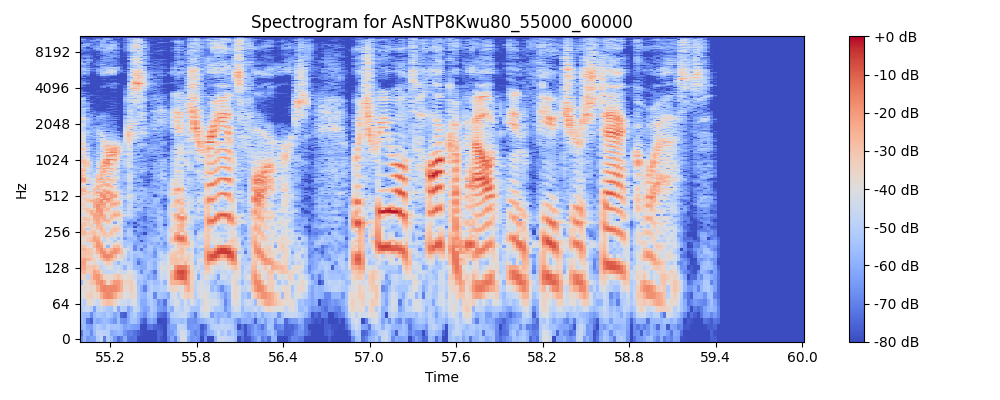 Spectrogram for AsNTP8Kwu80_55000_60000
Hz
8192
4096
2048
1024
512
256
128
64
0
55.2 55.8 56.4 57.0 57.6 58.2 58.8 59.4 60.0
Time
+0 dB
-10 dB
-20 dB
-30 dB
-40 dB
-50 dB
-60 dB
-70 dB
-80 dB